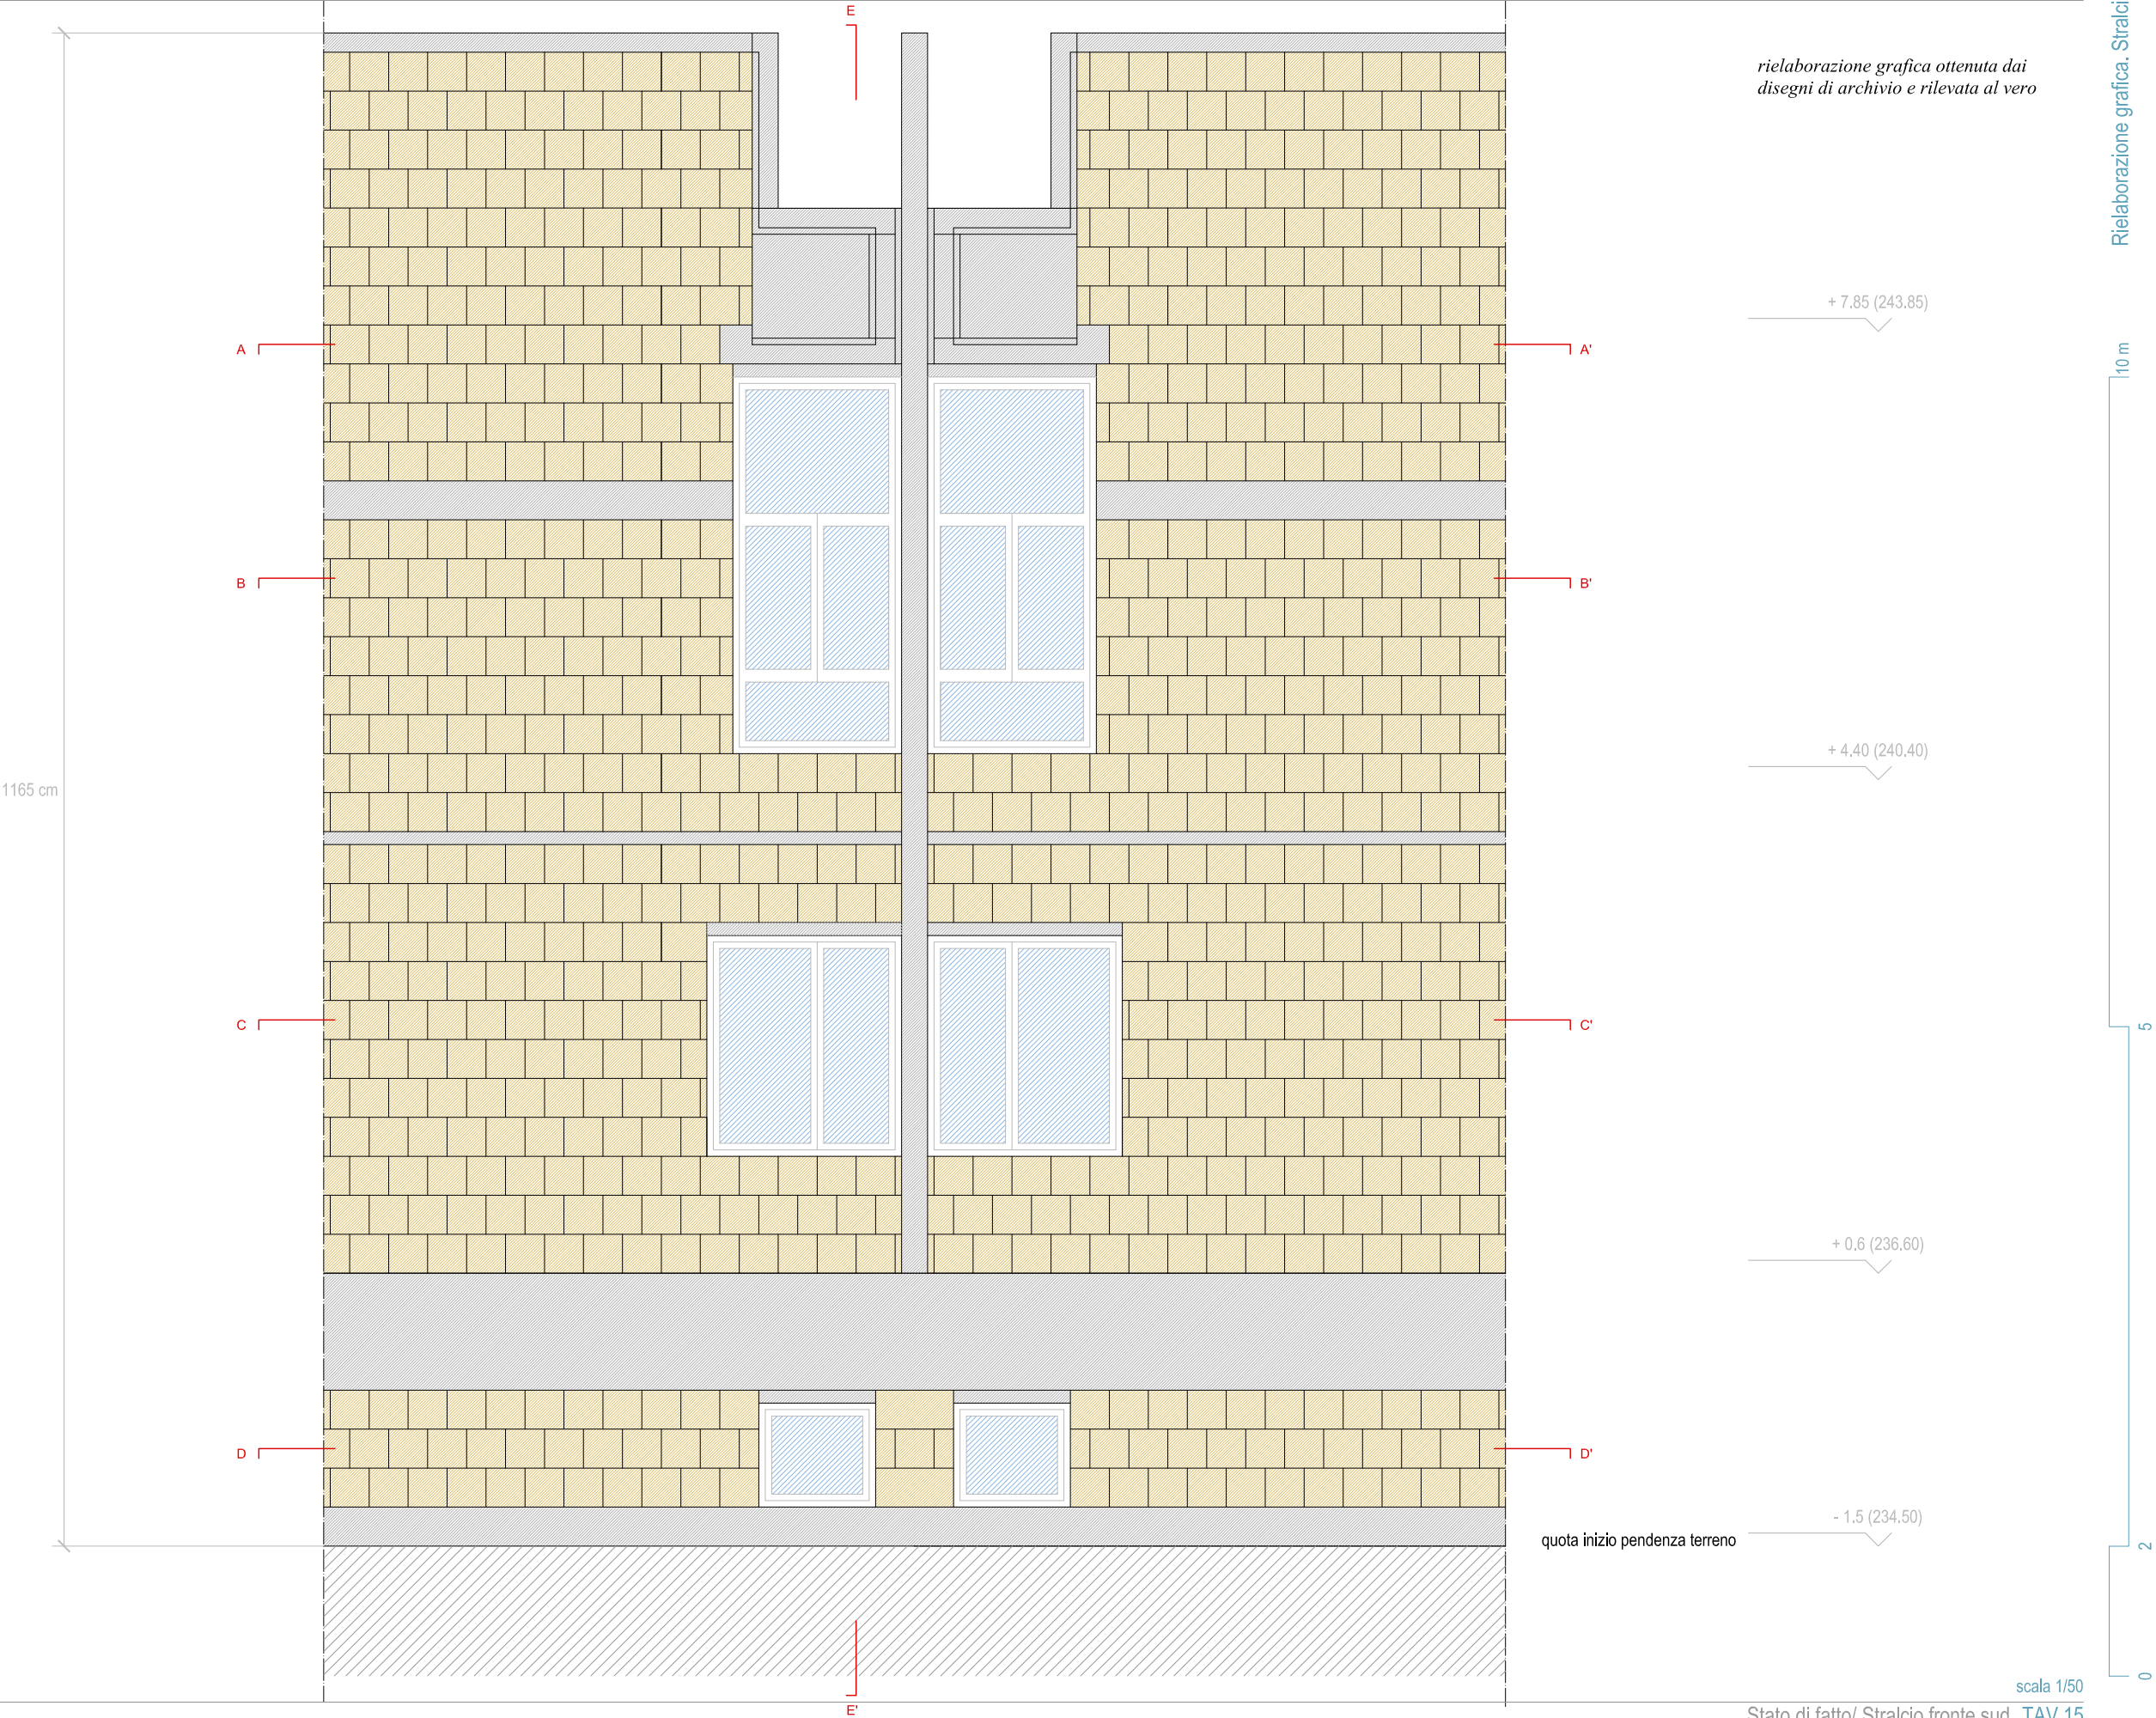 E
rielaborazione grafica ottenuta dai
disegni di archivio e rilevata al vero
Rielaborazione grafica. Stralci
+ 7.85 (243.85)
A
A'
10 m
B
B'
+ 4.40 (240.40)
1165 cm
C
C'
5
+ 0.6 (236.60)
D
D'
- 1.5 (234.50)
quota inizio pendenza terreno
2
0
scala 1/50
E'
Stato di fatto/ Stralcio fronte sud TAV 15